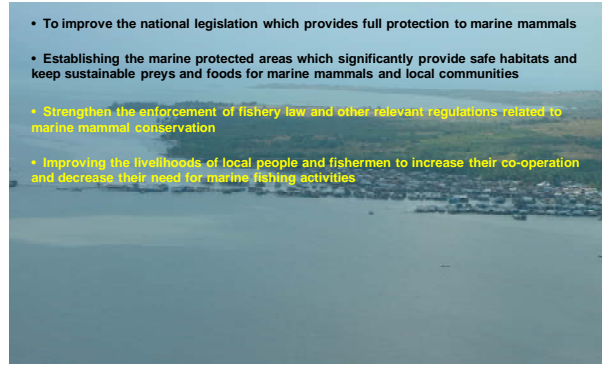 • To improve the national legislation which provides full protection to marine mammals
• Establishing the marine protected areas which significantly provide safe habitats and
keep sustainable preys and foods for marine mammals and local communities
• Strengthen the enforcement of fishery law and other relevant regulations related to
marine mammal conservation
• Improving the livelihoods of local people and fishermen to increase their co-operation
and decrease their need for marine fishing activities